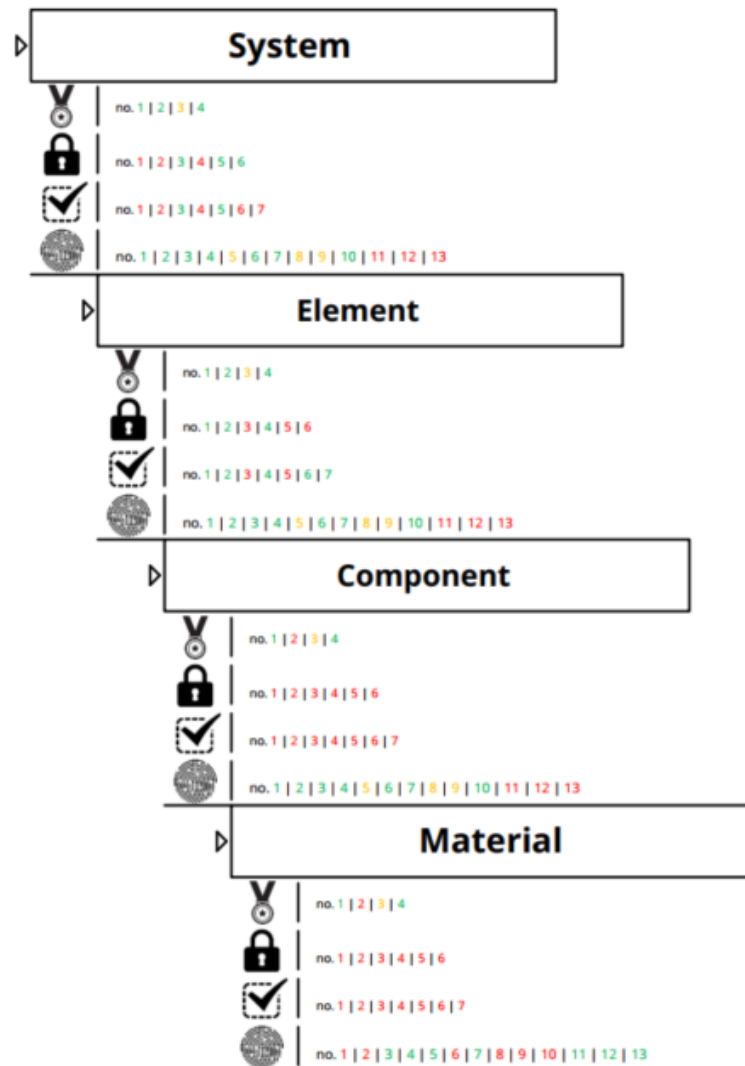 System
no. 1 | 2 | 3 | 4
no. 1 | 2 | 3 | 4 | 5 | 6
no. 1 | 2 | 3 | 4 | 5 | 6 | 7
no. 1 | 2 | 3 | 4 | 5 | 6 | 7 | 8 | 9 | 10 | 11 | 12 | 13
Element
no. 1 | 2 | 3 | 4
no. 1 | 2 | 3 | 4 | 5 | 6
no. 1 | 2 | 3 | 4 | 5 | 6 | 7
no. 1 | 2 | 3 | 4 | 5 | 6 | 7 | 8 | 9 | 10 | 11 | 12 | 13
Component
no. 1 | 2 | 3 | 4
no. 1 | 2 | 3 | 4 | 5 | 6
no. 1 | 2 | 3 | 4 | 5 | 6 | 7
no. 1 | 2 | 3 | 4 | 5 | 6 | 7 | 8 | 9 | 10 | 11 | 12 | 13
Material
no. 1 | 2 | 3 | 4
no. 1 | 2 | 3 | 4 | 5 | 6
no. 1 | 2 | 3 | 4 | 5 | 6 | 7
no. 1 | 2 | 3 | 4 | 5 | 6 | 7 | 8 | 9 | 10 | 11 | 12 | 13